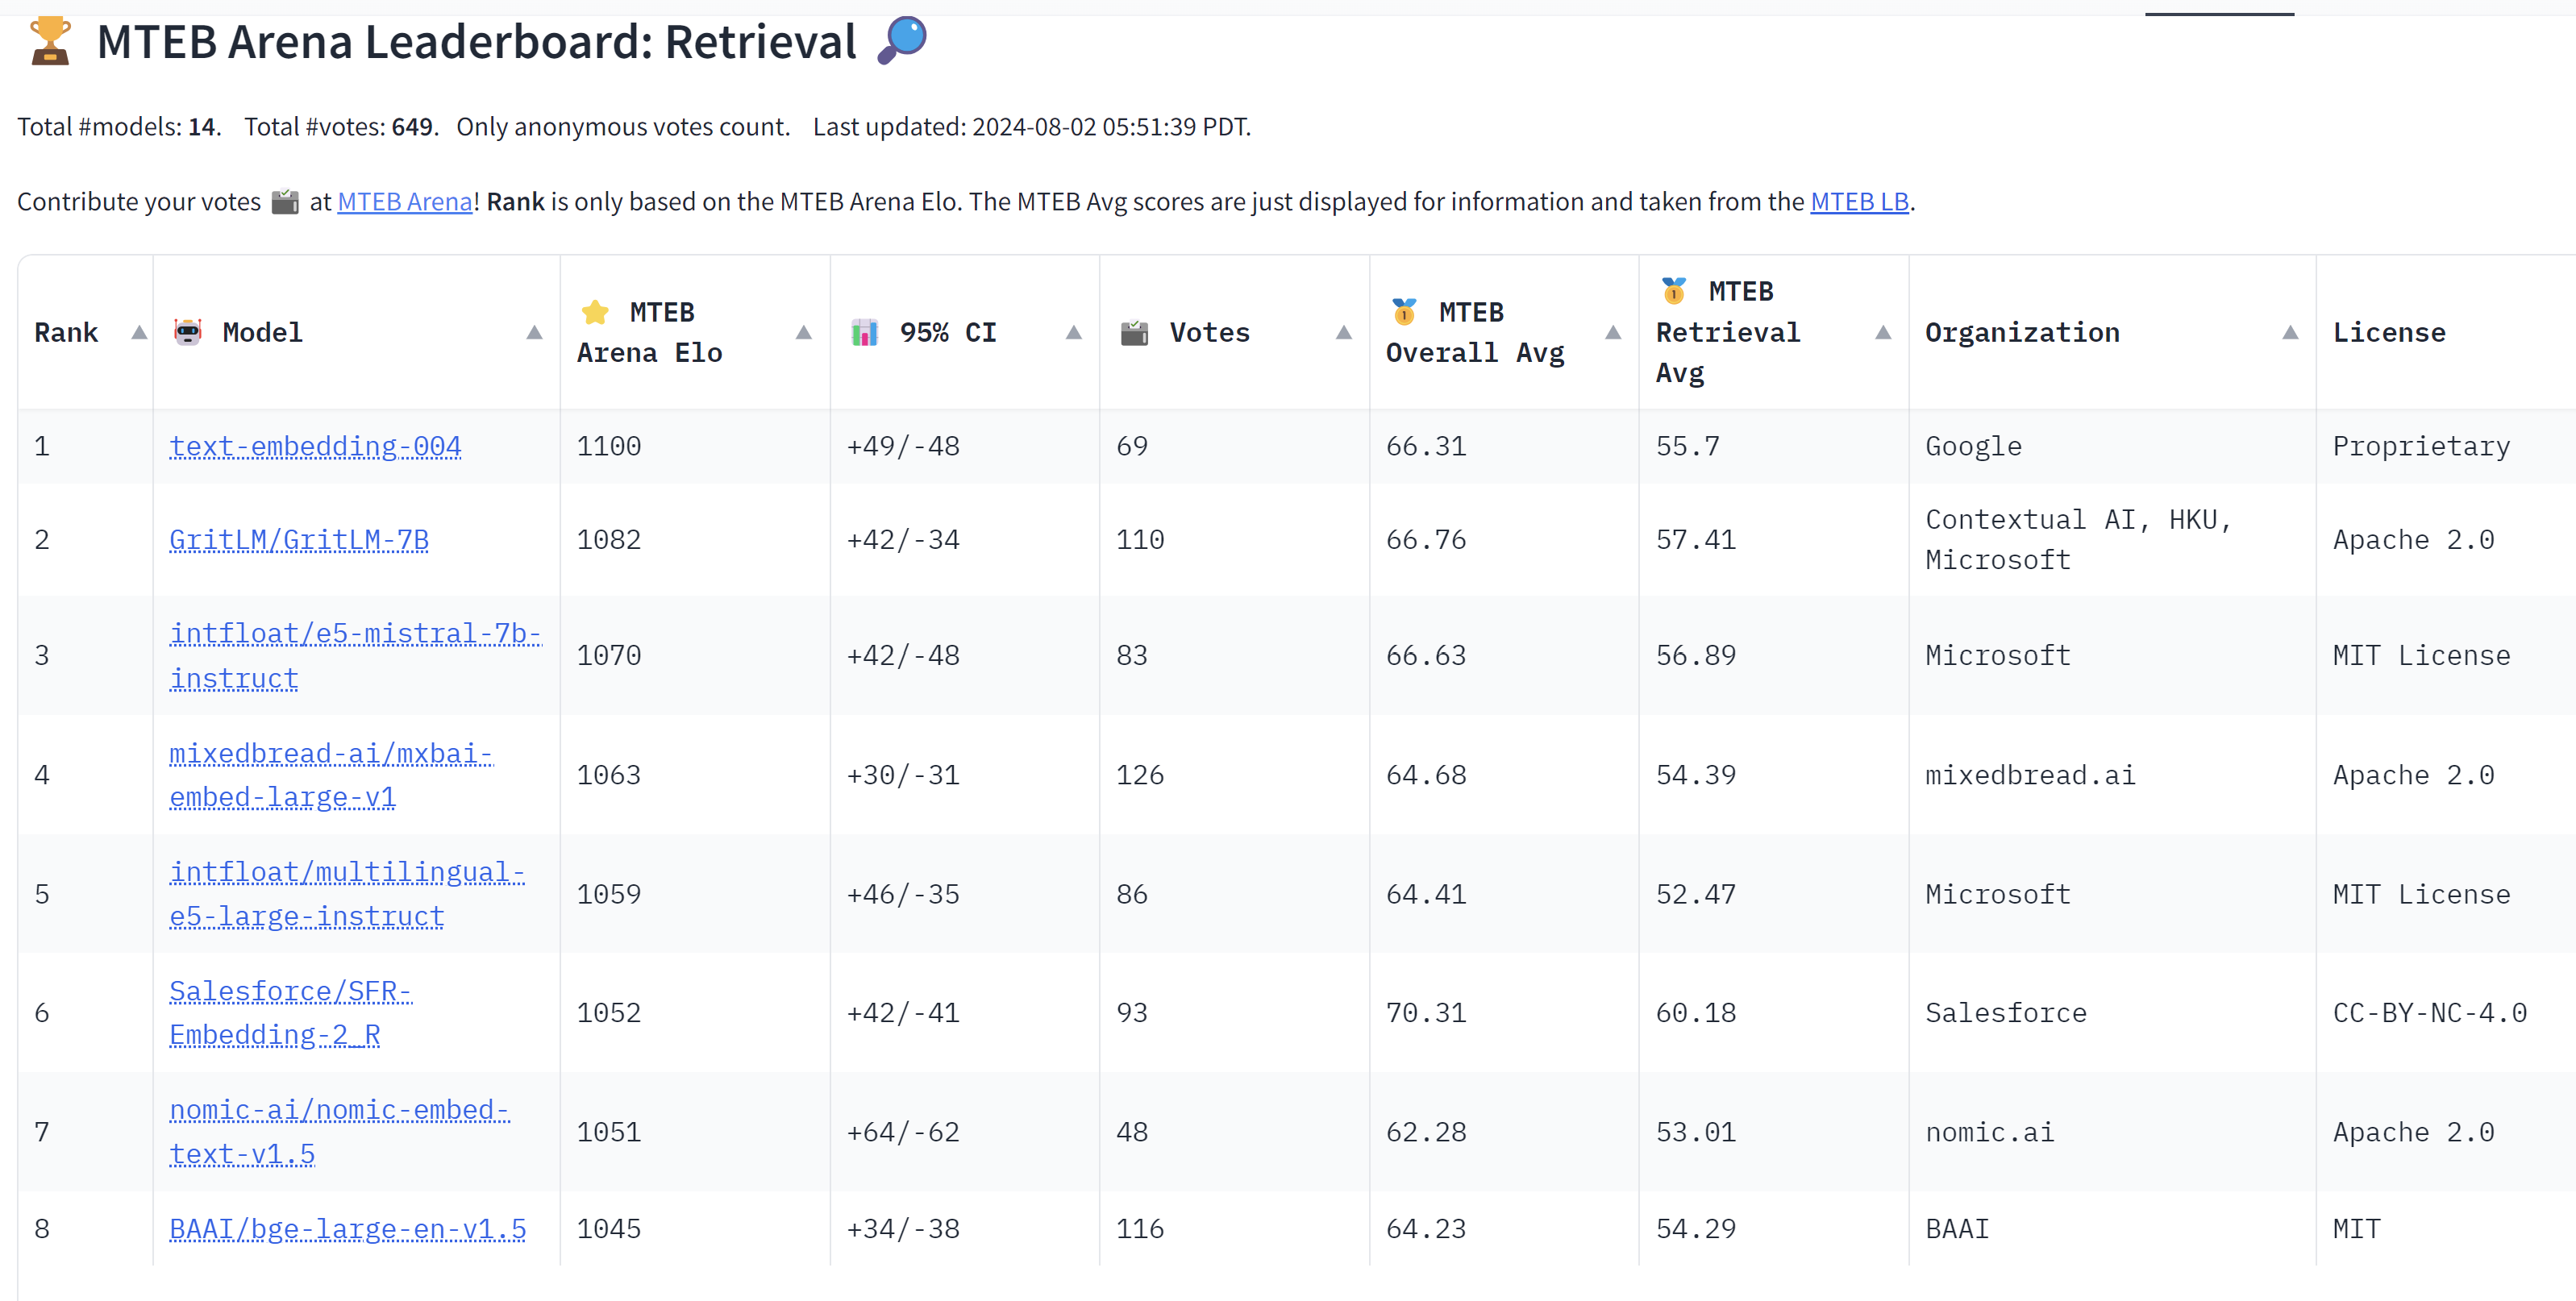 MTEB Arena Leaderboard: Retrieval
Total #models: 14. Total #votes: 649. Only anonymous votes count. Last updated: 2024-08-02 05:51:39 PDT.
Contribute your votes at MTEB Arena! Rank is only based on the MTEB Arena Elo. The MTEB Avg scores are just displayed for information and taken from the MTEB LB.
Rank Model MTEB Arena Elo 95% CI Votes MTEB Overall Avg MTEB Retrieval Avg Organization License
1 text-embedding-004 1100 +49/-48 69 66.31 55.7 Google Proprietary
2 GritLM/GritLM-7B 1082 +42/-34 110 66.76 57.41 Contextual AI, HKU, Microsoft Apache 2.0
3 intfloat/e5-mistral-7b-instruct 1070 +42/-48 83 66.63 56.89 Microsoft MIT License
4 mixedbread-ai/mxbai-embed-large-v1 1063 +30/-31 126 64.68 54.39 mixedbread.ai Apache 2.0
5 intfloat/multilingual-e5-large-instruct 1059 +46/-35 86 64.41 52.47 Microsoft MIT License
6 Salesforce/SFR-Embedding-2_R 1052 +42/-41 93 70.31 60.18 Salesforce CC-BY-NC-4.0
7 nomic-ai/nomic-embed-text-v1.5 1051 +64/-62 48 62.28 53.01 nomic.ai Apache 2.0
8 BAAI/bge-large-en-v1.5 1045 +34/-38 116 64.23 54.29 BAAI MIT